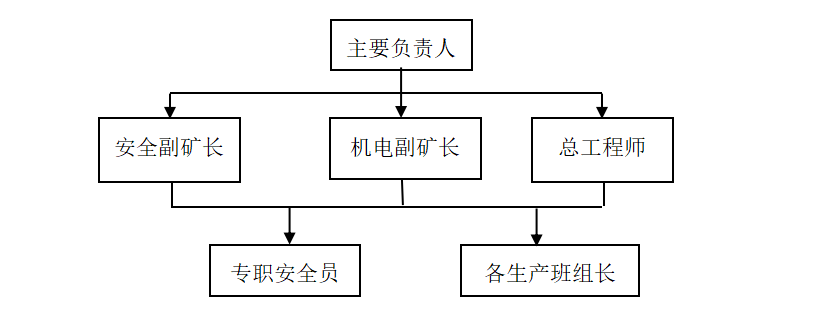 主要负责人
安全副矿长
机电副矿长
总工程师
专职安全员
各生产班组长